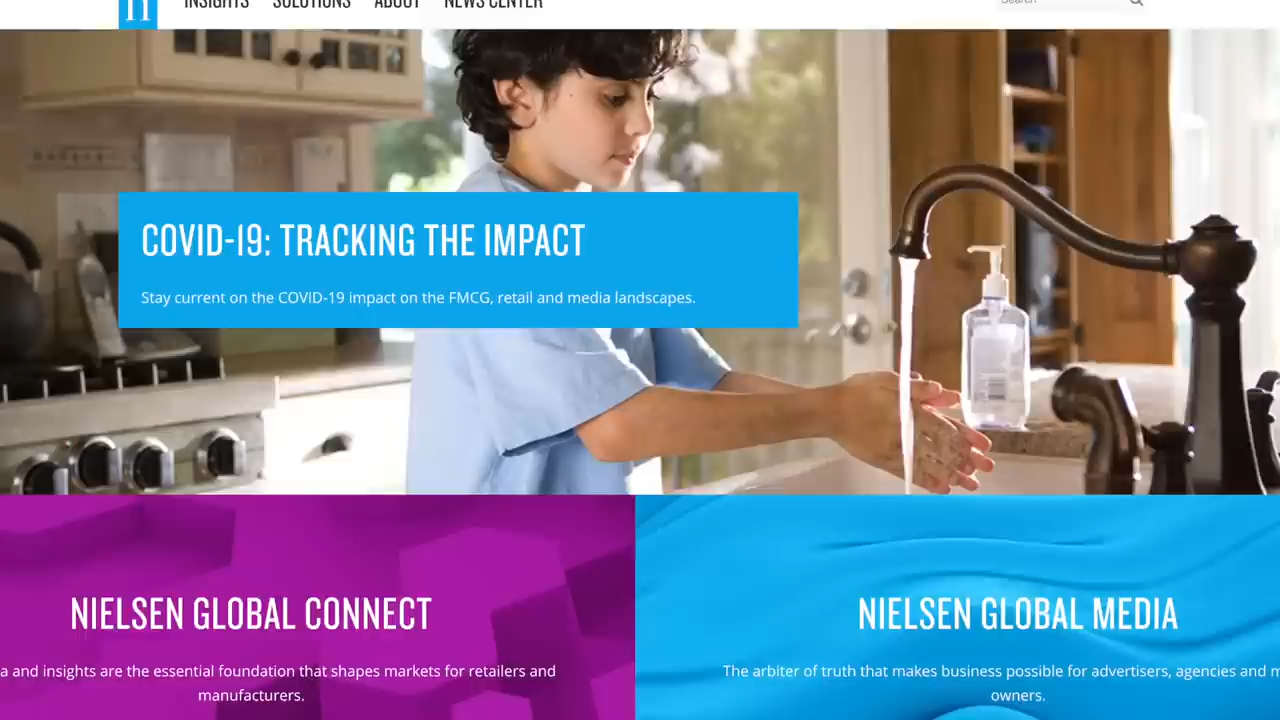 n
INSIGHTS SOLUTIONS ABOUT NEWS CENTER Search
COVID-19: TRACKING THE IMPACT
Stay current on the COVID-19 impact on the FMCG, retail and media landscapes.
NIELSEN GLOBAL CONNECT
a and insights are the essential foundation that shapes markets for retailers and
manufacturers.
NIELSEN GLOBAL MEDIA
The arbiter of truth that makes business possible for advertisers, agencies and m
owners.